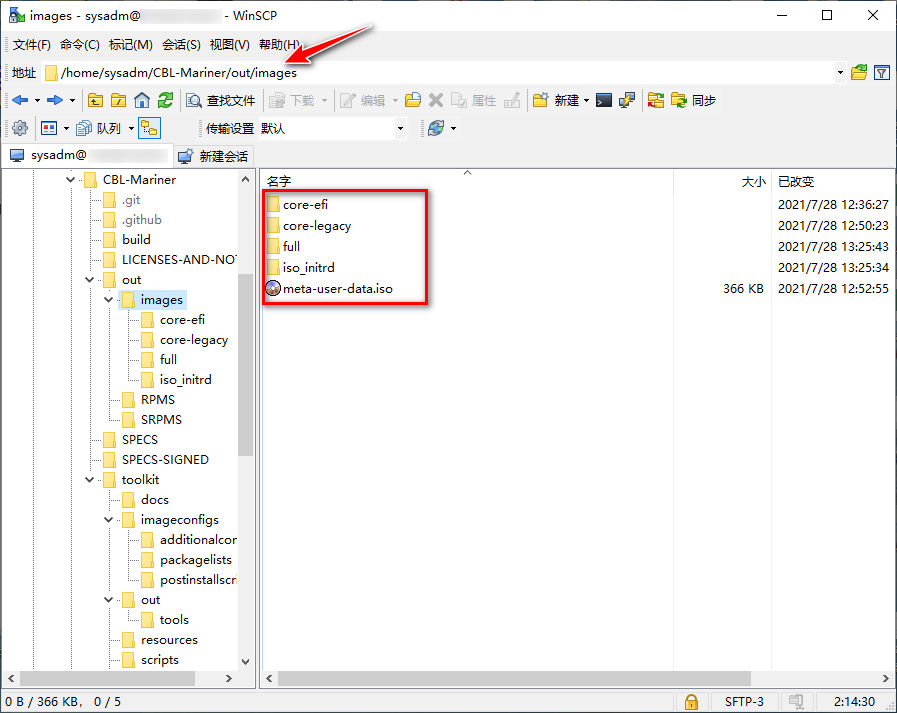 images - sysadm@ - WinSCP
文件(F) 命令(C) 标记(M) 会话(S) 视图(V) 帮助(H)
地址 /home/sysadm/CBL-Mariner/out/images
查找文件 下载 编辑 属性 新建 同步
队列 传输设置 默认
sysadm@ 新建会话
CBL-Mariner
.git
.github
build
LICENSES-AND-NOT
out
images
core-efi
core-legacy
full
iso_initrd
RPMS
SRPMS
SPECS
SPECS-SIGNED
toolkit
docs
imageconfigs
additionalcor
packagelists
postinstallscri
out
tools
resources
scripts
名字 大小 已改变
core-efi 2021/7/28 12:36:27
core-legacy 2021/7/28 12:50:23
full 2021/7/28 13:25:43
iso_initrd 2021/7/28 13:25:34
meta-user-data.iso 366 KB 2021/7/28 12:52:55
0 B / 366 KB, 0 / 5 SFTP-3 2:14:30